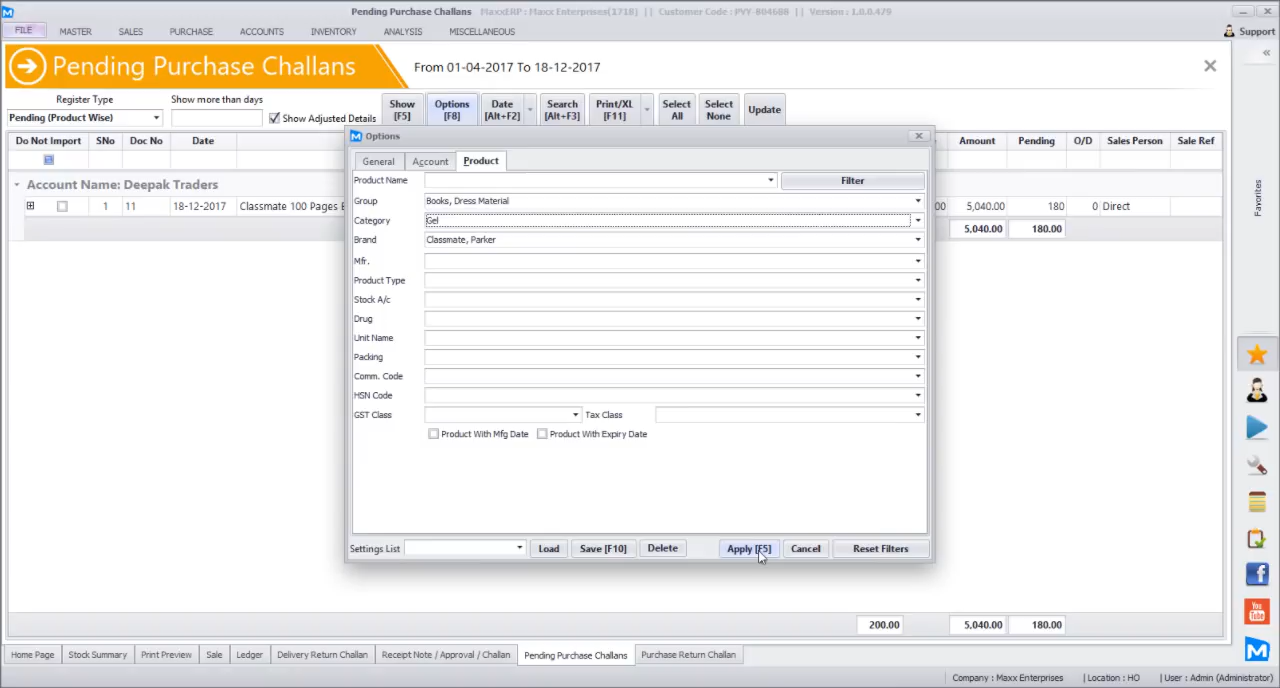 Pending Purchase Challans MaxxERP : Maxx Enterprises(1718) || Customer Code : PVY-80468B || Version : 1.0.0.479
FILE MASTER SALES PURCHASE ACCOUNTS INVENTORY ANALYSIS MISCELLANEOUS Support
Pending Purchase Challans From 01-04-2017 To 18-12-2017
Register Type Show more than days
Pending (Product Wise) Show Adjusted Details
Show [F5] Options [F8] Date [Alt+F2] Search [Alt+F3] Print/XL [F11] Select All Select None Update
Do Not Import SNo Doc No Date Amount Pending O/D Sales Person Sale Ref
Account Name: Deepak Traders
1 11 18-12-2017 Classmate 100 Pages 00 5,040.00 180 0 Direct
5,040.00 180.00
Options
General Account Product
Product Name Filter
Group Books, Dress Material
Category Gel
Brand Classmate, Parker
Mfr.
Product Type
Stock A/c
Drug
Unit Name
Packing
Comm. Code
HSN Code
GST Class Tax Class
Product With Mfg Date Product With Expiry Date
Settings List Load Save [F10] Delete Apply [F5] Cancel Reset Filters
Favorites
200.00 5,040.00 180.00
You Tube
Home Page Stock Summary Print Preview Sale Ledger Delivery Return Challan Receipt Note / Approval / Challan Pending Purchase Challans Purchase Return Challan
Company : Maxx Enterprises | Location : HO | User : Admin (Administrator)